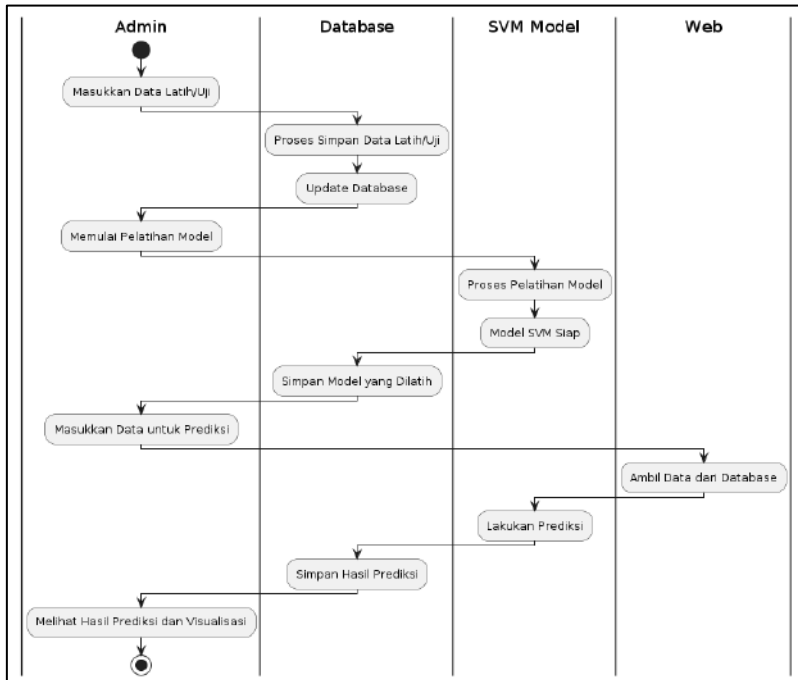 Admin Database SVM Model Web
Masukkan Data Latih/Uji
Proses Simpan Data Latih/Uji
Update Database
Memulai Pelatihan Model
Proses Pelatihan Model
Model SVM Siap
Simpan Model yang Dilatih
Masukkan Data untuk Prediksi
Ambil Data dari Database
Lakukan Prediksi
Simpan Hasil Prediksi
Melihat Hasil Prediksi dan Visualisasi